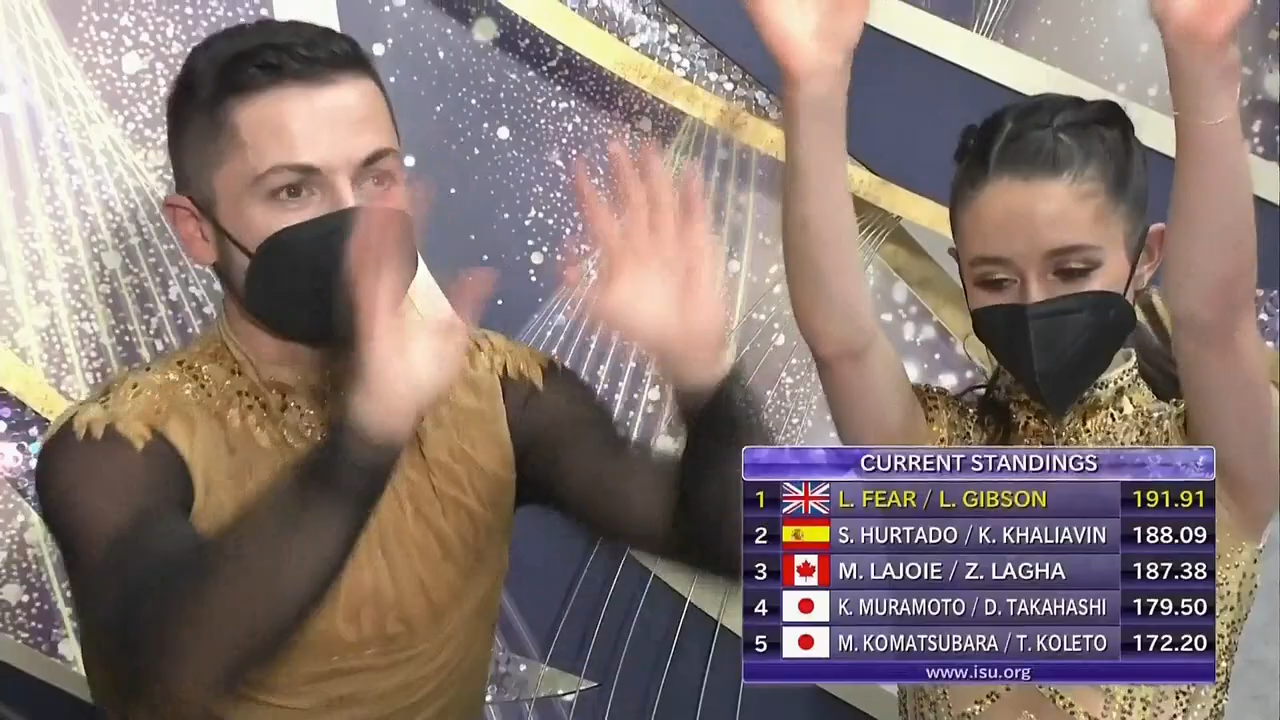 CURRENT STANDINGS
1 L. FEAR / L. GIBSON 191.91
2 S. HURTADO / K. KHALIAVIN 188.09
3 M. LAJOIE / Z. LAGHA 187.38
4 K. MURAMOTO / D. TAKAHASHI 179.50
5 M. KOMATSUBARA / T. KOLETO 172.20
www.isu.org